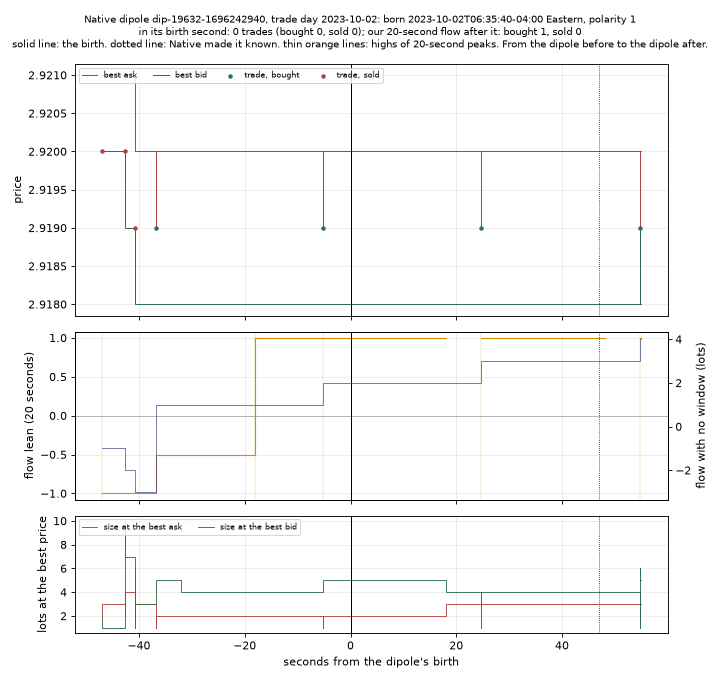 Native dipole dip-19632-1696242940, trade day 2023-10-02: born 2023-10-02T06:35:40-04:00 Eastern, polarity 1
in its birth second: 0 trades (bought 0, sold 0); our 20-second flow after it: bought 1, sold 0
solid line: the birth. dotted line: Native made it known. thin orange lines: highs of 20-second peaks. From the dipole before to the dipole after.
best ask best bid trade, bought trade, sold
2.9210
2.9205
2.9200
2.9195
2.9190
2.9185
2.9180
price
1.0
0.5
0.0
−0.5
−1.0
flow lean (20 seconds)
4
2
0
−2
flow with no window (lots)
size at the best ask size at the best bid
10
8
6
4
2
lots at the best price
−40 −20 0 20 40
seconds from the dipole's birth